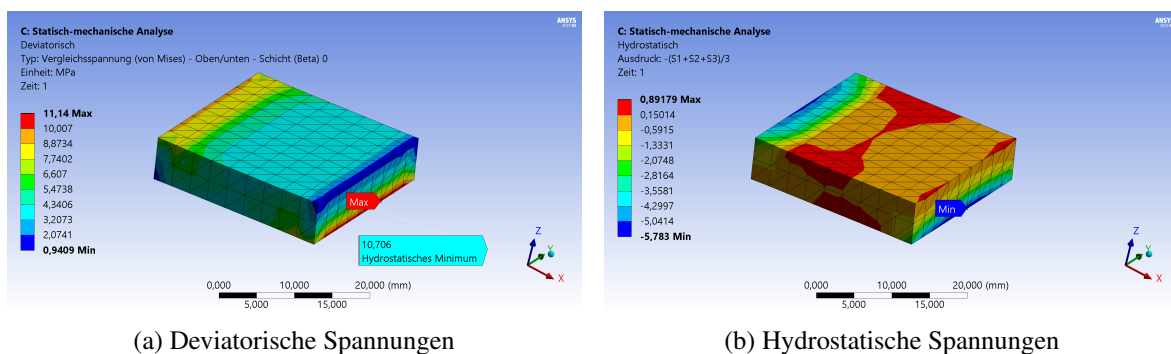 ANSYS
C: Statisch-mechanische Analyse
Deviatorisch
Typ: Vergleichsspannung (von Mises) - Oben/unten - Schicht (Beta) 0
Einheit: MPa
Zeit: 1
11,14 Max
10,007
8,8734
7,7402
6,607
5,4738
4,3406
3,2073
2,0741
0,9409 Min
Max
10,706
Hydrostatisches Minimum
Z
Y
X
0,000 10,000 20,000 (mm)
5,000 15,000
(a) Deviatorische Spannungen
ANSYS
C: Statisch-mechanische Analyse
Hydrostatisch
Ausdruck: -(S1+S2+S3)/3
Zeit: 1
0,89179 Max
0,15014
-0,5915
-1,3331
-2,0748
-2,8164
-3,5581
-4,2997
-5,0414
-5,783 Min
Min
Z
Y
X
0,000 10,000 20,000 (mm)
5,000 15,000
(b) Hydrostatische Spannungen